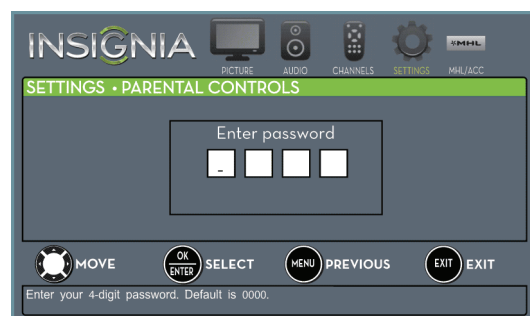 INSIGNIA
PICTURE AUDIO CHANNELS SETTINGS MHL/ACC
MHL
SETTINGS • PARENTAL CONTROLS
Enter password
_
MOVE OK ENTER SELECT MENU PREVIOUS EXIT EXIT
Enter your 4-digit password. Default is 0000.